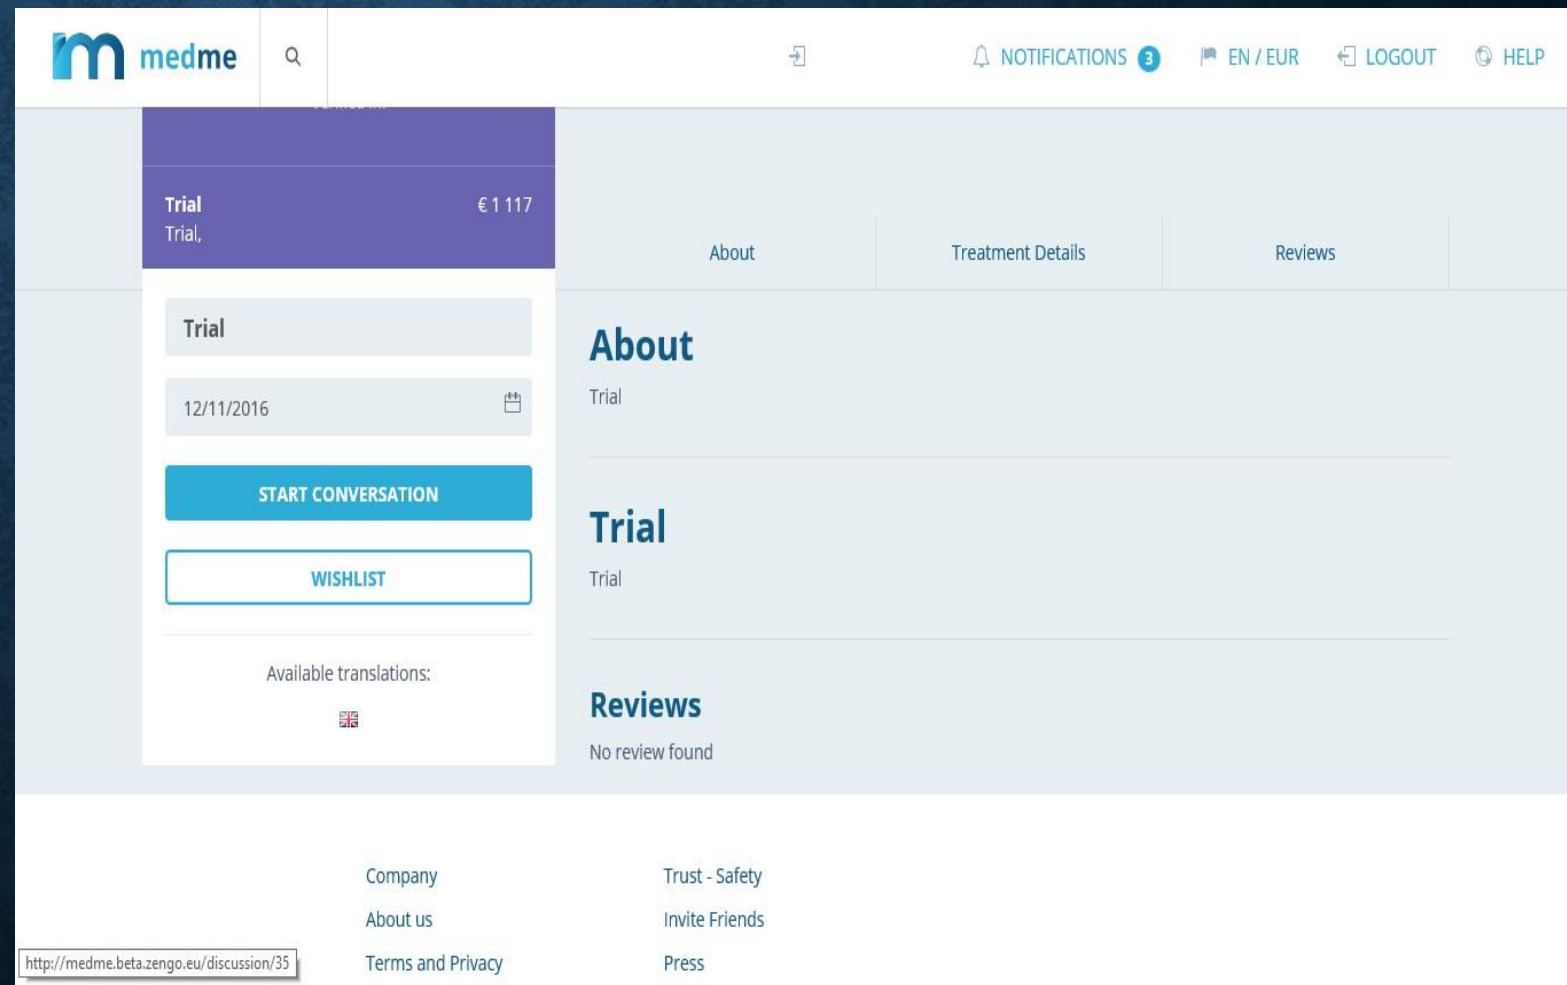 medme
NOTIFICATIONS 3
EN / EUR
LOGOUT
HELP
Trial € 1 117
Trial,
About
Treatment Details
Reviews
Trial
12/11/2016
START CONVERSATION
WISHLIST
Available translations:
About
Trial
Trial
Trial
Reviews
No review found
Company
Trust - Safety
About us
Invite Friends
Terms and Privacy
Press
http://medme.beta.zengo.eu/discussion/35